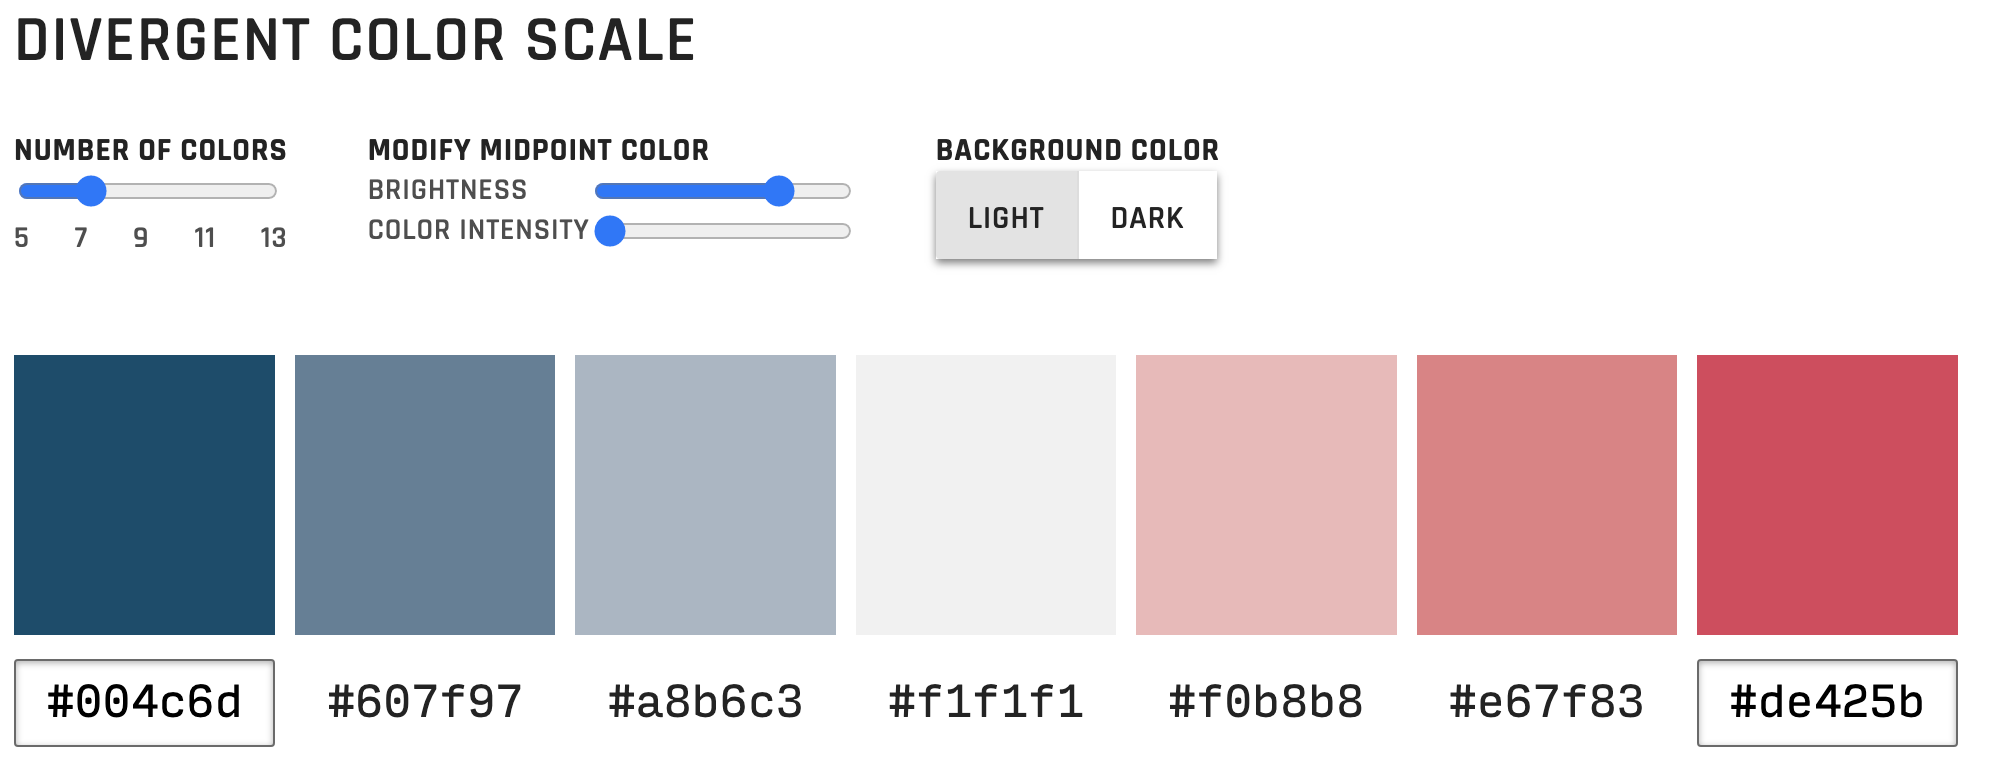 DIVERGENT COLOR SCALE
NUMBER OF COLORS
5 7 9 11 13
MODIFY MIDPOINT COLOR
BRIGHTNESS
COLOR INTENSITY
BACKGROUND COLOR
LIGHT DARK
#004c6d #607f97 #a8b6c3 #f1f1f1 #f0b8b8 #e67f83 #de425b